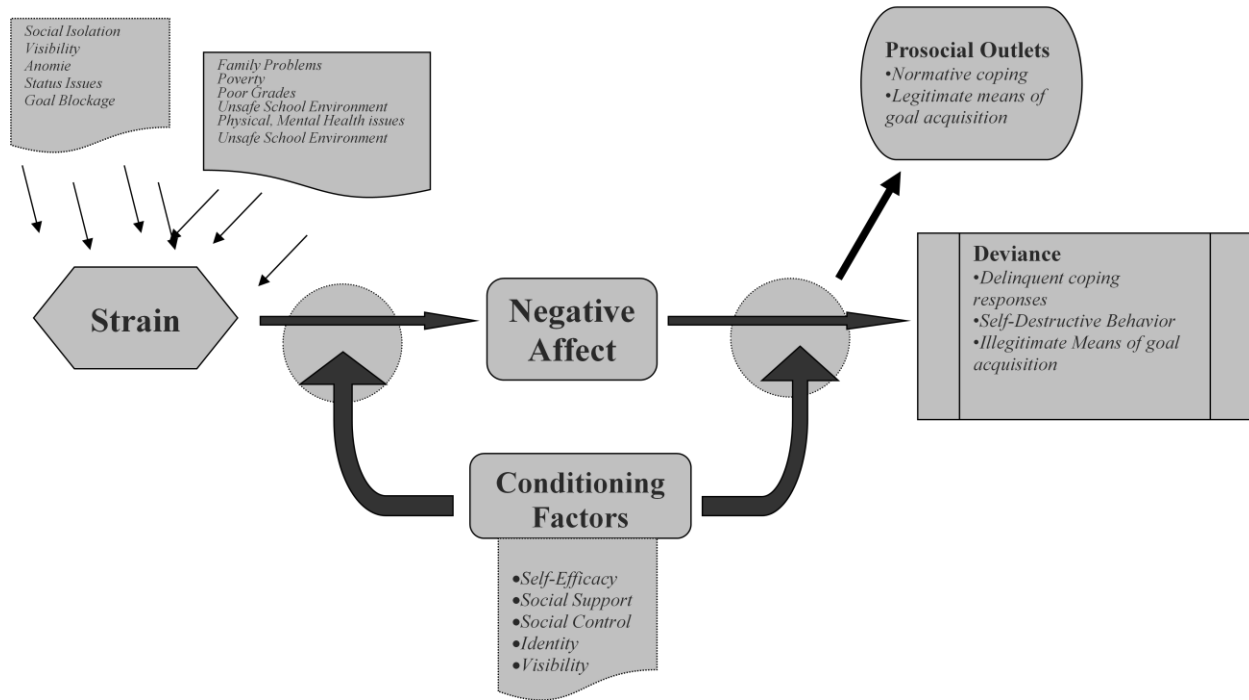 Social Isolation
Visibility
Anomie
Status Issues
Goal Blockage
Family Problems
Poverty
Poor Grades
Unsafe School Environment
Physical, Mental Health issues
Unsafe School Environment
Prosocial Outlets
•Normative coping
•Legitimate means of
goal acquisition
Strain
Negative
Affect
Deviance
•Delinquent coping
responses
•Self-Destructive Behavior
•Illegitimate Means of goal
acquisition
Conditioning
Factors
•Self-Efficacy
•Social Support
•Social Control
•Identity
•Visibility